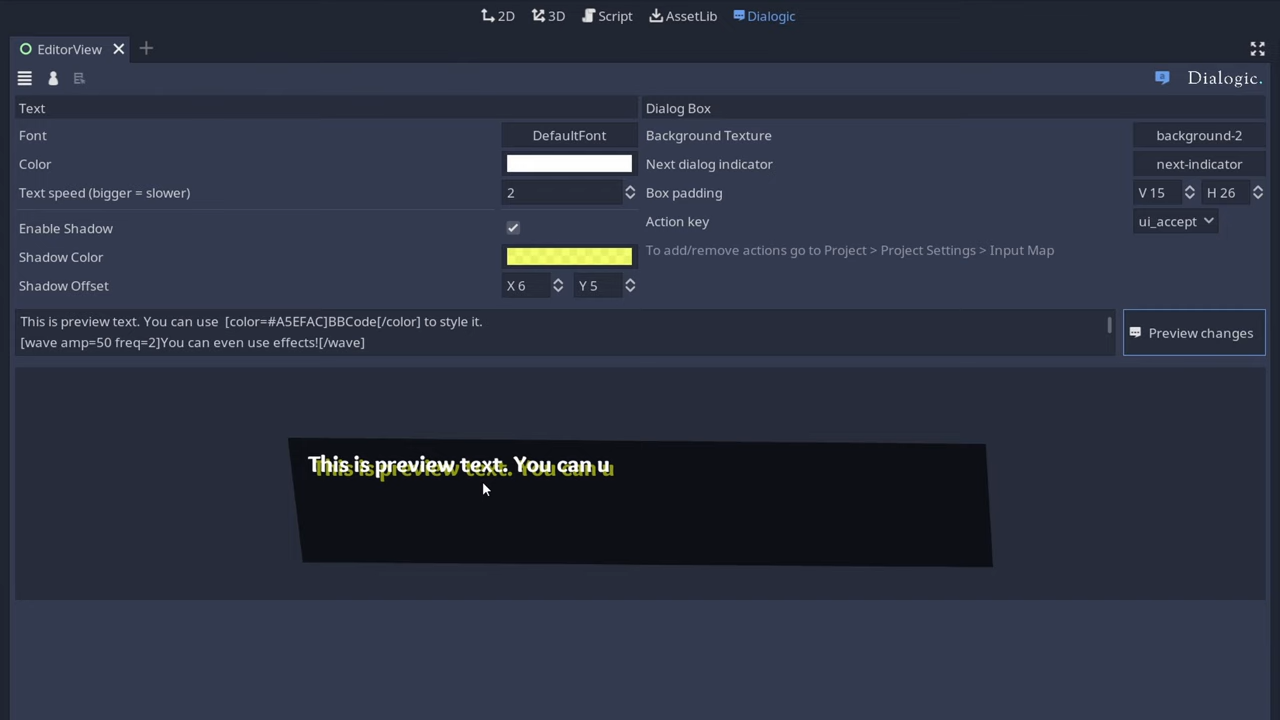 2D 3D Script AssetLib Dialogic
EditorView
Dialogic.
Text
Font DefaultFont
Color
Text speed (bigger = slower) 2
Enable Shadow
Shadow Color
Shadow Offset X 6 Y 5
Dialog Box
Background Texture background-2
Next dialog indicator next-indicator
Box padding V 15 H 26
Action key ui_accept
To add/remove actions go to Project > Project Settings > Input Map
This is preview text. You can use  [color=#A5EFAC]BBCode[/color] to style it.
[wave amp=50 freq=2]You can even use effects![/wave]
Preview changes
This is preview text. You can u